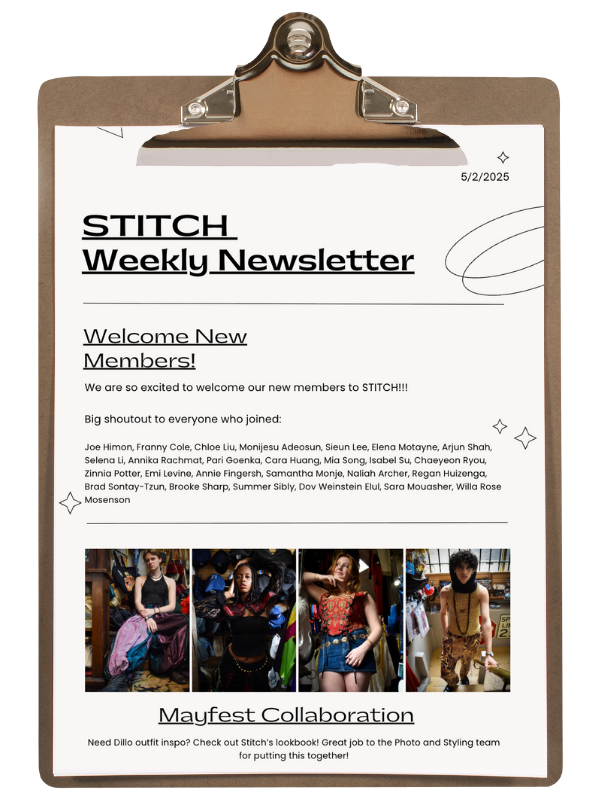 5/2/2025
STITCH
Weekly Newsletter
Welcome New
Members!
We are so excited to welcome our new members to STITCH!!!
Big shoutout to everyone who joined:
Joe Himon, Franny Cole, Chloe Liu, Monijesu Adeosun, Sieun Lee, Elena Motayne, Arjun Shah,
Selena Li, Annika Rachmat, Pari Goenka, Cara Huang, Mia Song, Isabel Su, Chaeyeon Ryou,
Zinnia Potter, Emi Levine, Annie Fingersh, Samantha Monje, Naliah Archer, Regan Huizenga,
Brad Sontay-Tzun, Brooke Sharp, Summer Sibly, Dov Weinstein Elul, Sara Mouasher, Willa Rose
Mosenson
Mayfest Collaboration
Need Dillo outfit inspo? Check out Stitch's lookbook! Great job to the Photo and Styling team
for putting this together!